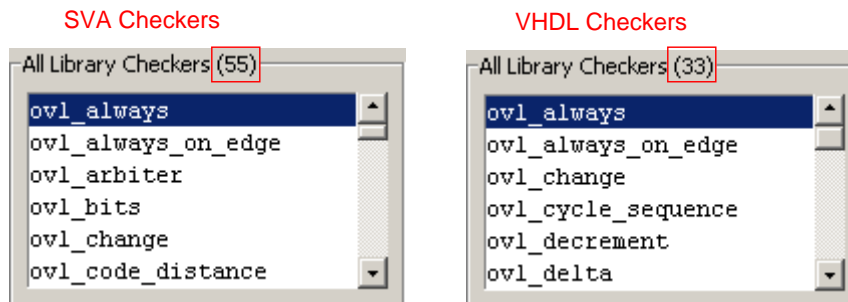 SVA Checkers
All Library Checkers (55)
ovl_always
ovl_always_on_edge
ovl_arbiter
ovl_bits
ovl_change
ovl_code_distance
VHDL Checkers
All Library Checkers (33)
ovl_always
ovl_always_on_edge
ovl_change
ovl_cycle_sequence
ovl_decrement
ovl_delta